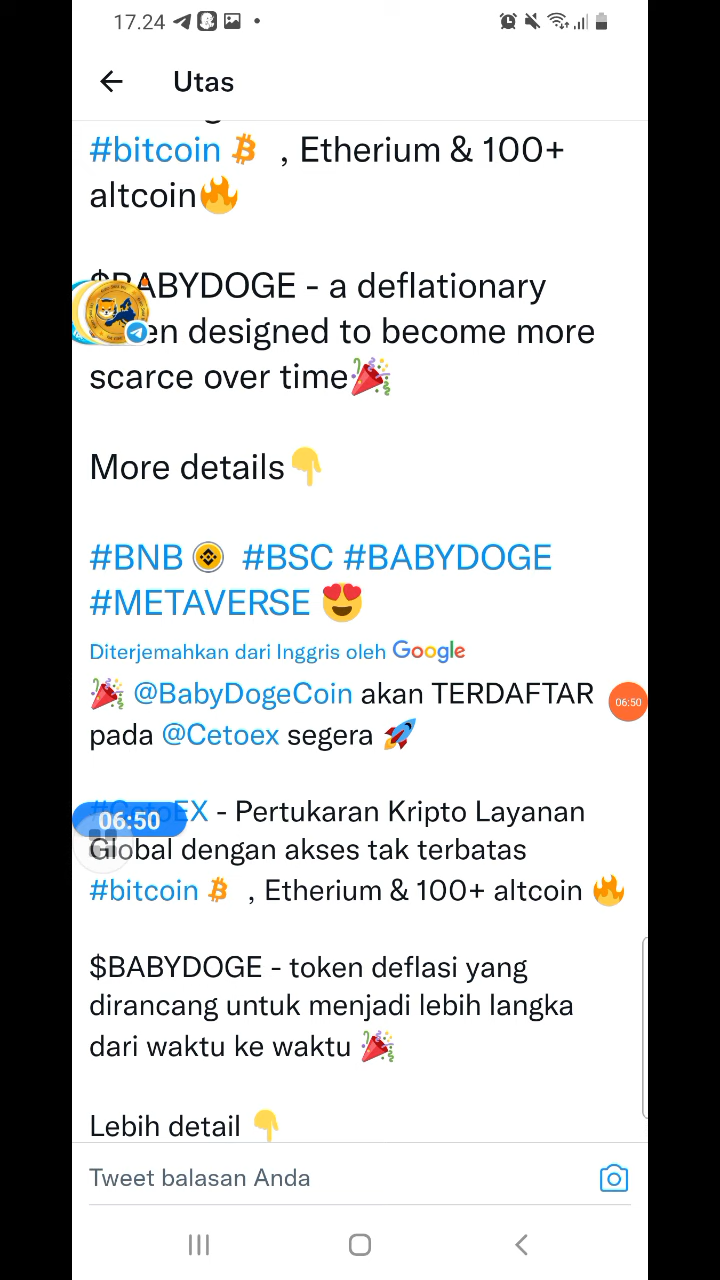 17.24
Utas
#bitcoin , Etherium & 100+
altcoin🔥
$BABYDOGE - a deflationary
designed to become more
scarce over time🎉
More details👇
#BNB #BSC #BABYDOGE
#METAVERSE 😍
Diterjemahkan dari Inggris oleh Google
🎉 @BabyDogeCoin akan TERDAFTAR
06:50
pada @Cetoex segera 🚀
#CetoEX - Pertukaran Kripto Layanan
06:50
Global dengan akses tak terbatas
#bitcoin , Etherium & 100+ altcoin 🔥
$BABYDOGE - token deflasi yang
dirancang untuk menjadi lebih langka
dari waktu ke waktu 🎉
Lebih detail 👇
Tweet balasan Anda